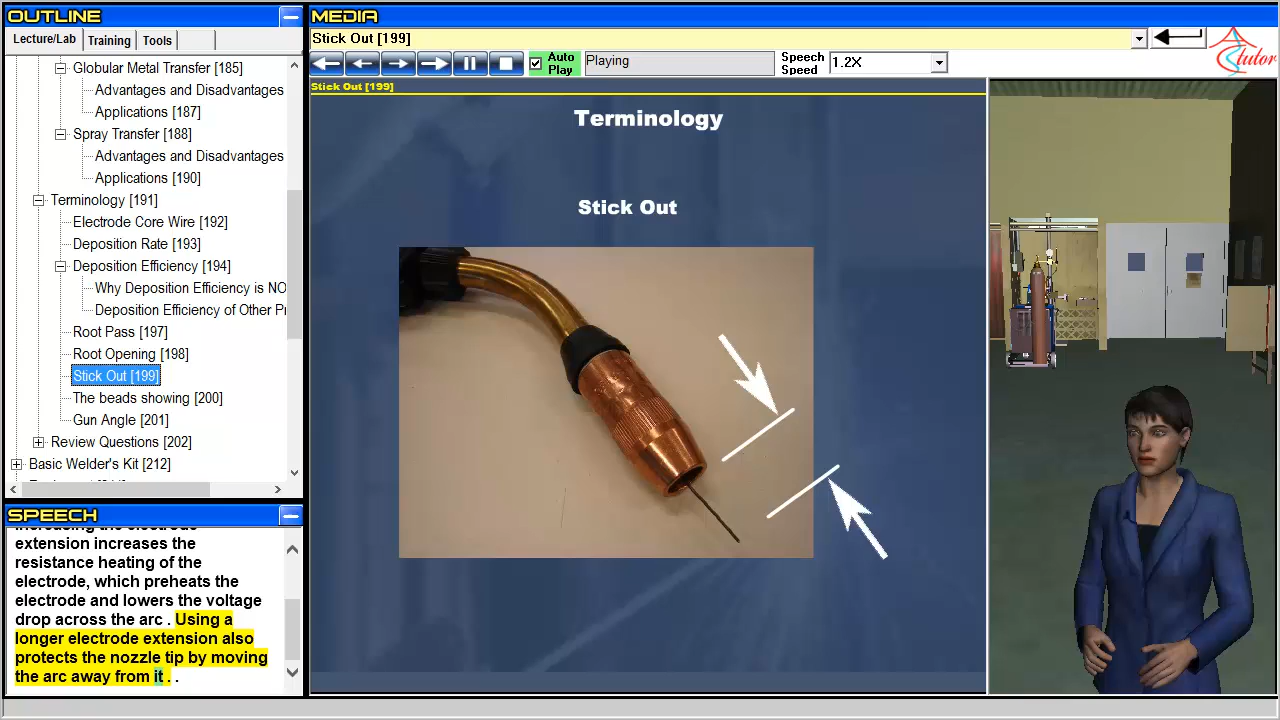 OUTLINE
Lecture/Lab Training Tools
Globular Metal Transfer [185]
Advantages and Disadvantages
Applications [187]
Spray Transfer [188]
Advantages and Disadvantages
Applications [190]
Terminology [191]
Electrode Core Wire [192]
Deposition Rate [193]
Deposition Efficiency [194]
Why Deposition Efficiency is NO
Deposition Efficiency of Other
Root Pass [197]
Root Opening [198]
Stick Out [199]
The beads showing [200]
Gun Angle [201]
Review Questions [202]
Basic Welder's Kit [212]
SPEECH
extension increases the
resistance heating of the
electrode, which preheats the
electrode and lowers the voltage
drop across the arc . Using a
longer electrode extension also
protects the nozzle tip by moving
the arc away from it . .
MEDIA
Stick Out [199]
Auto
Play
Playing
Speech
Speed
1.2X
tutor
Stick Out [199]
Terminology
Stick Out